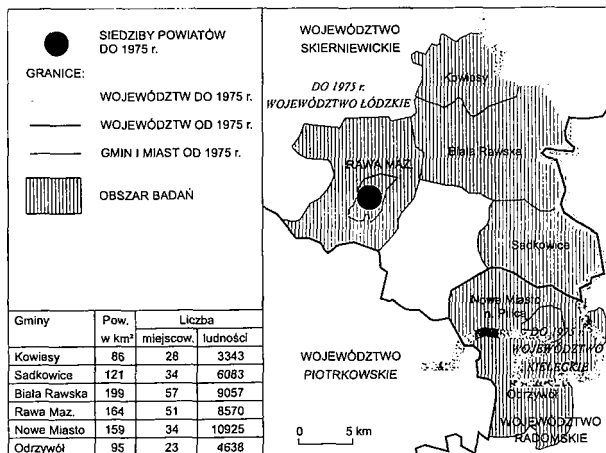 SIEDZIBY POWIATÓW
DO 1975 r.
GRANICE:
WOJEWÓDZTW DO 1975 r.
WOJEWÓDZTW OD 1975 r.
GMIN I MIAST OD 1975 r.
OBSZAR BADAŃ
Gminy Pow. w km² Liczba
miejscow. ludności
Kowiesy 86 28 3343
Sadkowice 121 34 6083
Biała Rawska 199 57 9057
Rawa Maz. 164 51 8570
Nowe Miasto 159 34 10925
Odrzywół 95 23 4638
WOJEWÓDZTWO
SKIERNIEWICKIE
DO 1975 r.
WOJEWÓDZTWO ŁÓDZKIE
Kowiesy
Biała Rawska
RAWA MAZ.
Sadkowice
Nowe Miasto
n. Pilicą
DO 1975
WOJEWÓDZTWO
KIELECKIE
Odrzywół
WOJEWÓDZTWO
RADOMSKIE
WOJEWÓDZTWO
PIOTRKOWSKIE
0 5 km